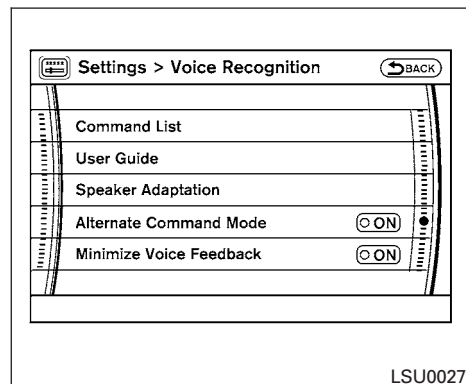 Settings > Voice Recognition
BACK
Command List
User Guide
Speaker Adaptation
Alternate Command Mode ON
Minimize Voice Feedback ON
LSU0027